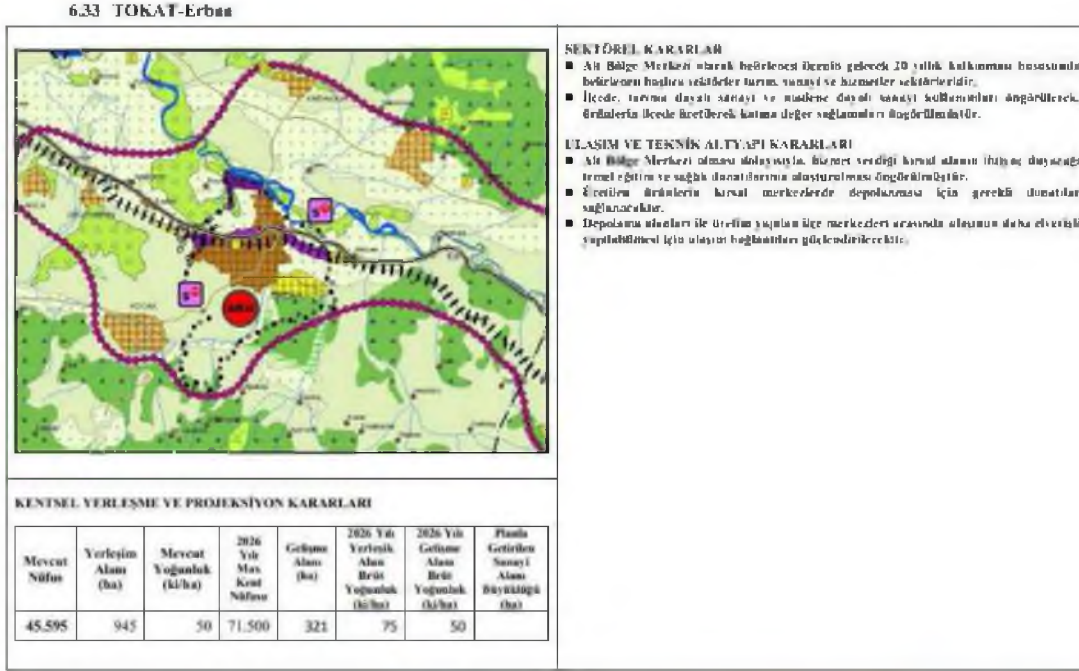 6.33 TOKAT-Erbaa
SEKTÖREL KARARLAR
■ Alt Bölge Merkezi olarak belirlenen ilçenin gelecek 20 yıllık kalkınması hususunda
belirlenen başlıca sektörler tarım, sanayi ve hizmetler sektörleridir.
■ İlçede, tarıma dayalı sanayi ve madene dayalı sanayi kullanımları öngörülerek,
ürünlerin ilcede üretilerek katma değer sağlamaları öngörülmüştür.
ULAŞIM VE TEKNİK ALTYAPI KARARLARI
■ Alt Bölge Merkezi olması dolayısıyla, hizmet verdiği kırsal alanın ihtiyaç duyacağı
temel eğitim ve sağlık donatılarının oluşturulması öngörülmüştür.
■ Üretilen ürünlerin kırsal merkezlerde depolanması için gerekli donatılar
sağlanacaktır.
■ Depolama alanları ile üretim yapılan ilçe merkezleri arasında ulaşımın daha elverişli
yapılabilmesi için ulaşım bağlantıları güçlendirilecektir.
KENTSEL YERLEŞME VE PROJEKSİYON KARARLARI
Mevcut Nüfus
Yerleşim Alanı (ha)
Mevcut Yoğunluk (ki/ha)
2026 Yılı Max Kent Nüfusu
Gelişme Alanı (ha)
2026 Yılı Yerleşik Alan Brüt Yoğunluk (ki/ha)
2026 Yılı Gelişme Alanı Brüt Yoğunluk (ki/ha)
Planla Getirilen Sanayi Alanı Büyüklüğü (ha)
45.595 945 50 71.500 321 75 50